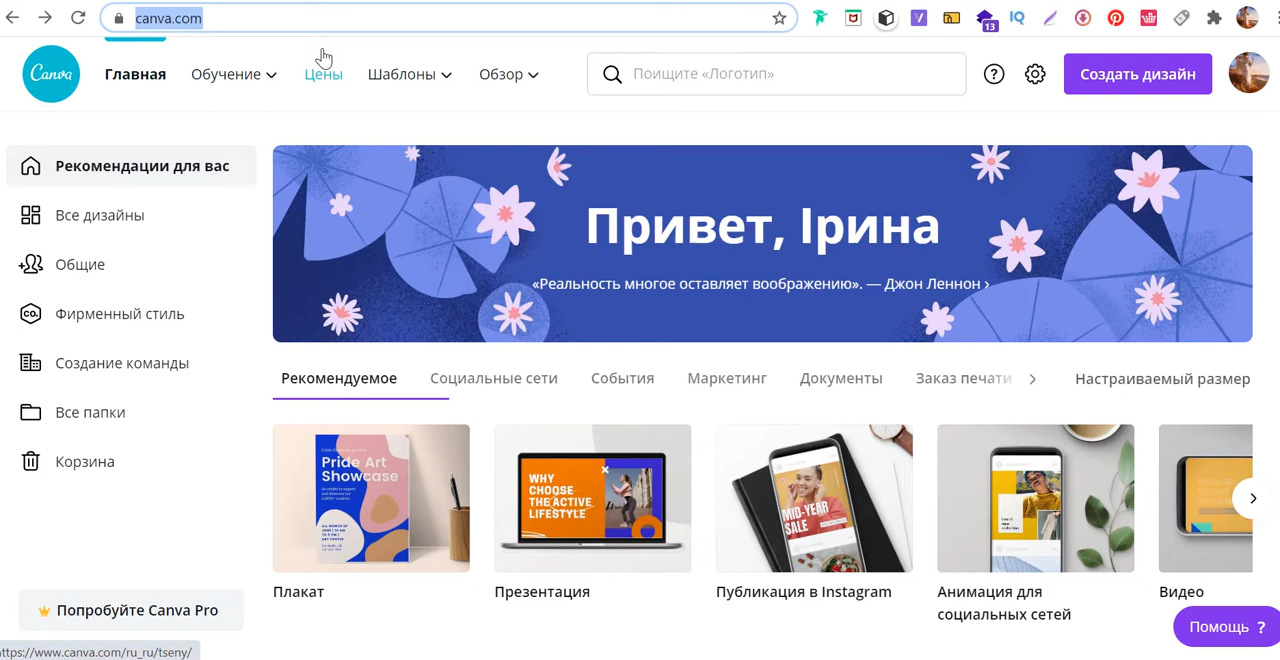 canva.com
13
Canva
Главная
Обучение
Цены
Шаблоны
Обзор
Поищите «Логотип»
Создать дизайн
Рекомендации для вас
Все дизайны
Общие
Фирменный стиль
Создание команды
Все папки
Корзина
Попробуйте Canva Pro
Привет, Ірина
«Реальность многое оставляет воображению». — Джон Леннон ›
Рекомендуемое
Социальные сети
События
Маркетинг
Документы
Заказ печати
Настраиваемый размер
Pride Art
Showcase
WHY
CHOOSE
THE ACTIVE
LIFESTYLE
MID-YEAR
SALE
Плакат
Презентация
Публикация в Instagram
Анимация для
социальных сетей
Видео
Помощь ?
https://www.canva.com/ru_ru/tseny/